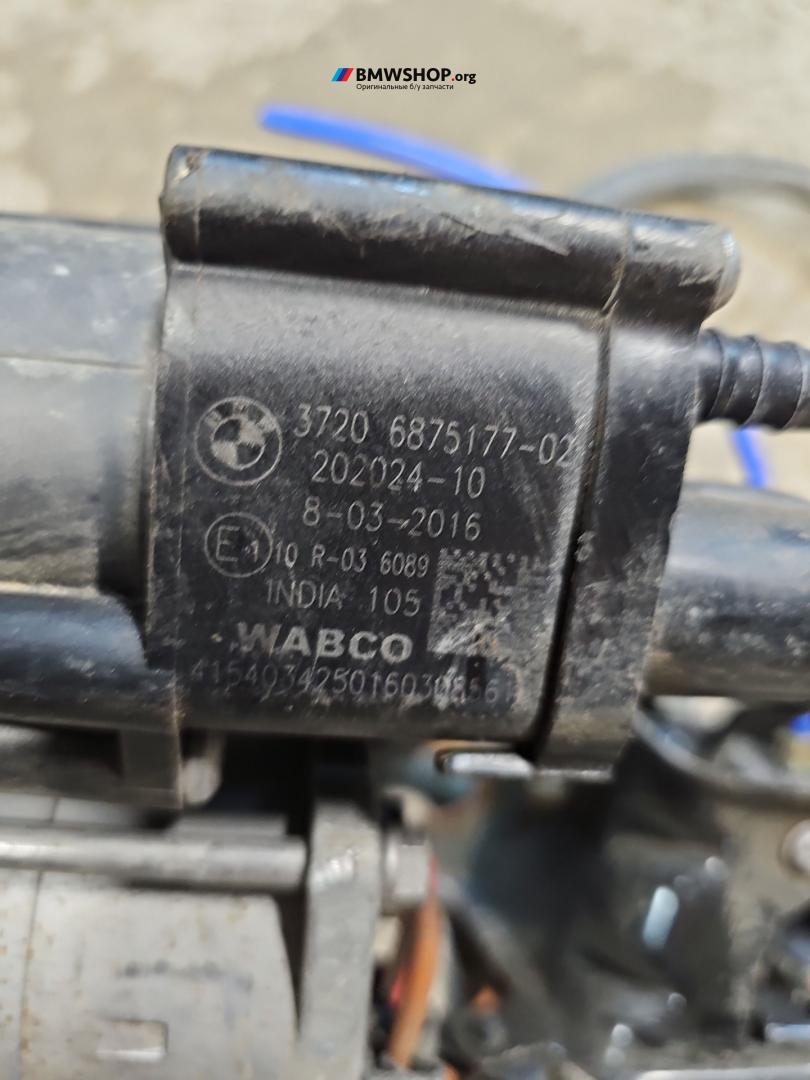 BMWSHOP.org
Оригинальные б/у запчасти
3720 6875177-02
202024-10
8-03-2016
E1 10 R-03 6089
INDIA 105
WABCO